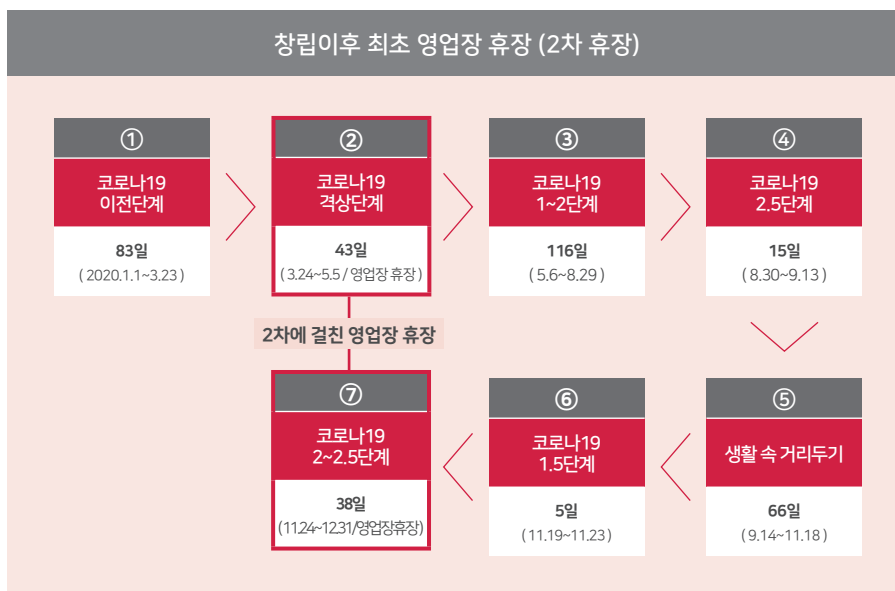 창립이후 최초 영업장 휴장 (2차 휴장)
①
코로나19
이전단계
83일
( 2020.1.1~3.23 )
②
코로나19
격상단계
43일
( 3.24~5.5 / 영업장 휴장 )
③
코로나19
1~2단계
116일
( 5.6~8.29 )
④
코로나19
2.5단계
15일
( 8.30~9.13 )
2차에 걸친 영업장 휴장
⑤
생활 속 거리두기
66일
( 9.14~11.18 )
⑥
코로나19
1.5단계
5일
( 11.19~11.23 )
⑦
코로나19
2~2.5단계
38일
(11.24~12.31/영업장휴장)